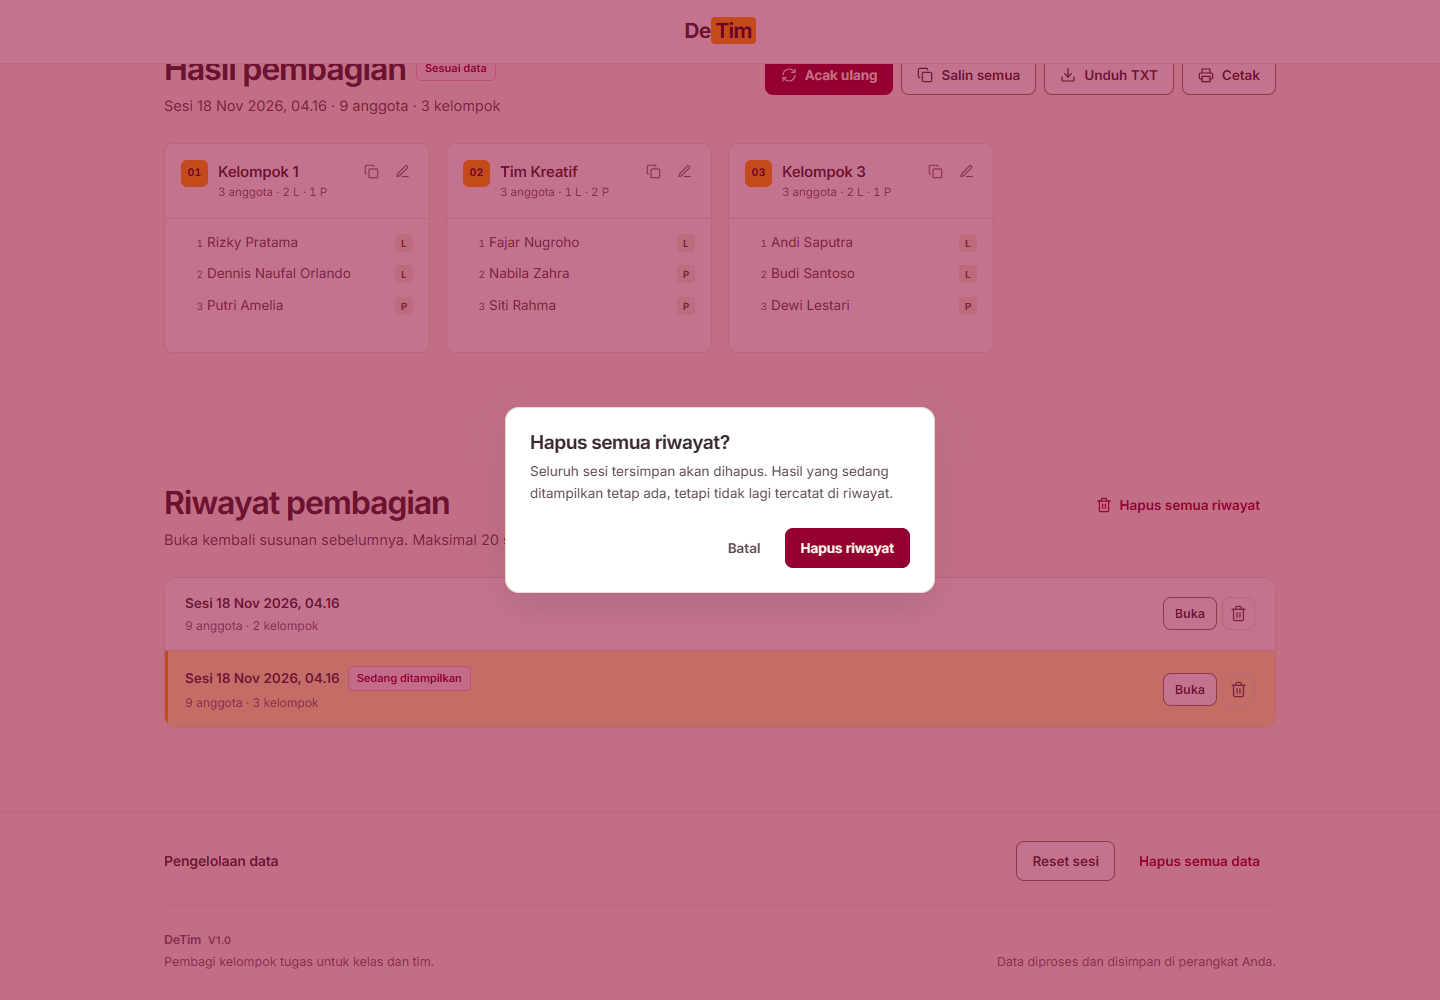 DeTim
Hasil pembagian
Sesuai data
Acak ulang
Salin semua
Unduh TXT
Cetak
Sesi 18 Nov 2026, 04.16 · 9 anggota · 3 kelompok
01
Kelompok 1
3 anggota · 2 L · 1 P
1 Rizky Pratama L
2 Dennis Naufal Orlando L
3 Putri Amelia P
02
Tim Kreatif
3 anggota · 1 L · 2 P
1 Fajar Nugroho L
2 Nabila Zahra P
3 Siti Rahma P
03
Kelompok 3
3 anggota · 2 L · 1 P
1 Andi Saputra L
2 Budi Santoso L
3 Dewi Lestari P
Hapus semua riwayat?
Seluruh sesi tersimpan akan dihapus. Hasil yang sedang
ditampilkan tetap ada, tetapi tidak lagi tercatat di riwayat.
Batal
Hapus riwayat
Riwayat pembagian
Hapus semua riwayat
Buka kembali susunan sebelumnya. Maksimal 20
Sesi 18 Nov 2026, 04.16
9 anggota · 2 kelompok
Buka
Sesi 18 Nov 2026, 04.16
Sedang ditampilkan
9 anggota · 3 kelompok
Buka
Pengelolaan data
Reset sesi
Hapus semua data
DeTim V1.0
Pembagi kelompok tugas untuk kelas dan tim.
Data diproses dan disimpan di perangkat Anda.